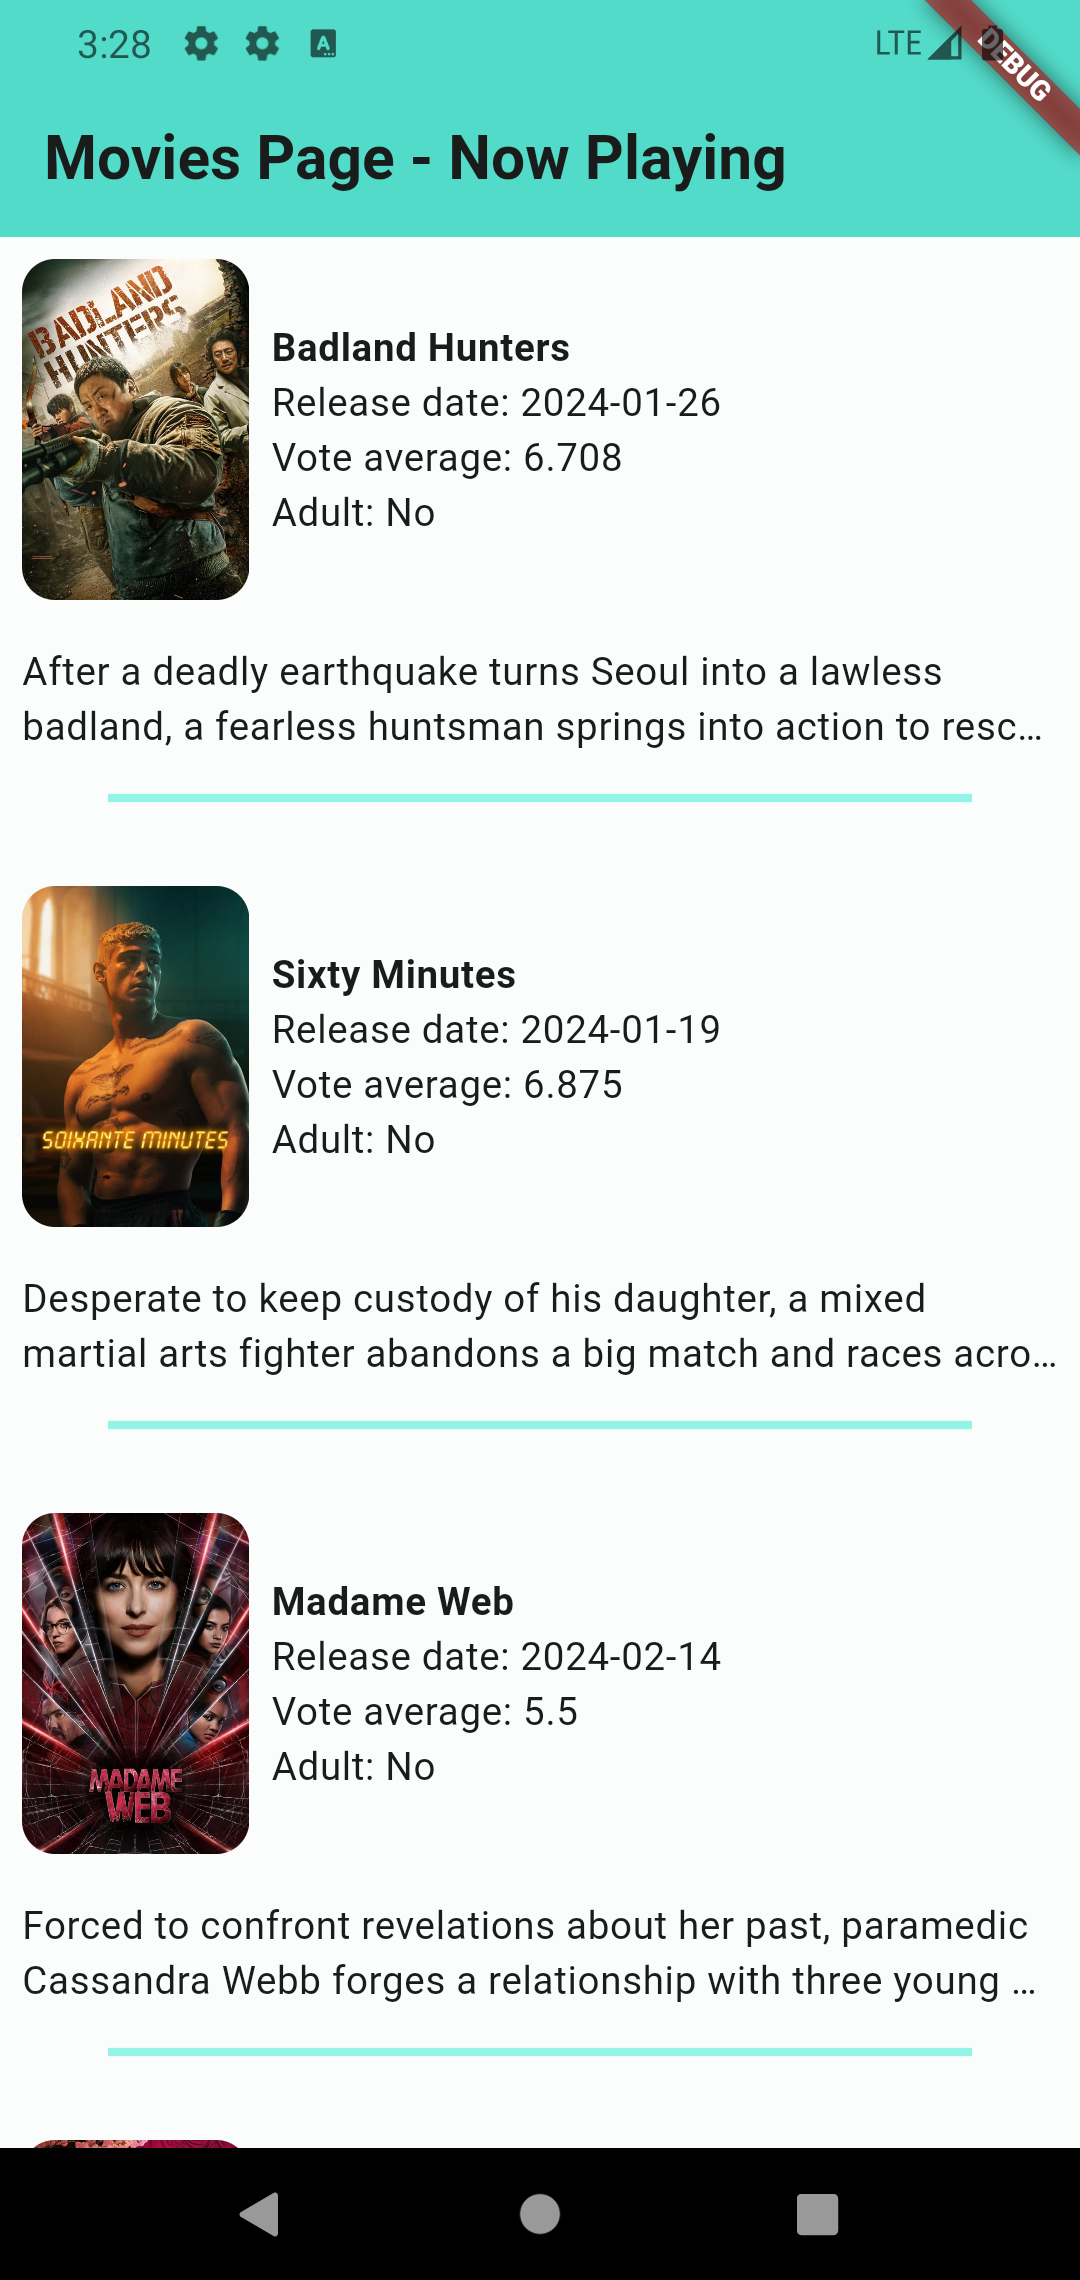 3:28
LTE
DEBUG
Movies Page - Now Playing
BADLAND
HUNTERS
Badland Hunters
Release date: 2024-01-26
Vote average: 6.708
Adult: No
After a deadly earthquake turns Seoul into a lawless
badland, a fearless huntsman springs into action to resc…
SOIXANTE MINUTES
Sixty Minutes
Release date: 2024-01-19
Vote average: 6.875
Adult: No
Desperate to keep custody of his daughter, a mixed
martial arts fighter abandons a big match and races acro…
MADAME
WEB
Madame Web
Release date: 2024-02-14
Vote average: 5.5
Adult: No
Forced to confront revelations about her past, paramedic
Cassandra Webb forges a relationship with three young …